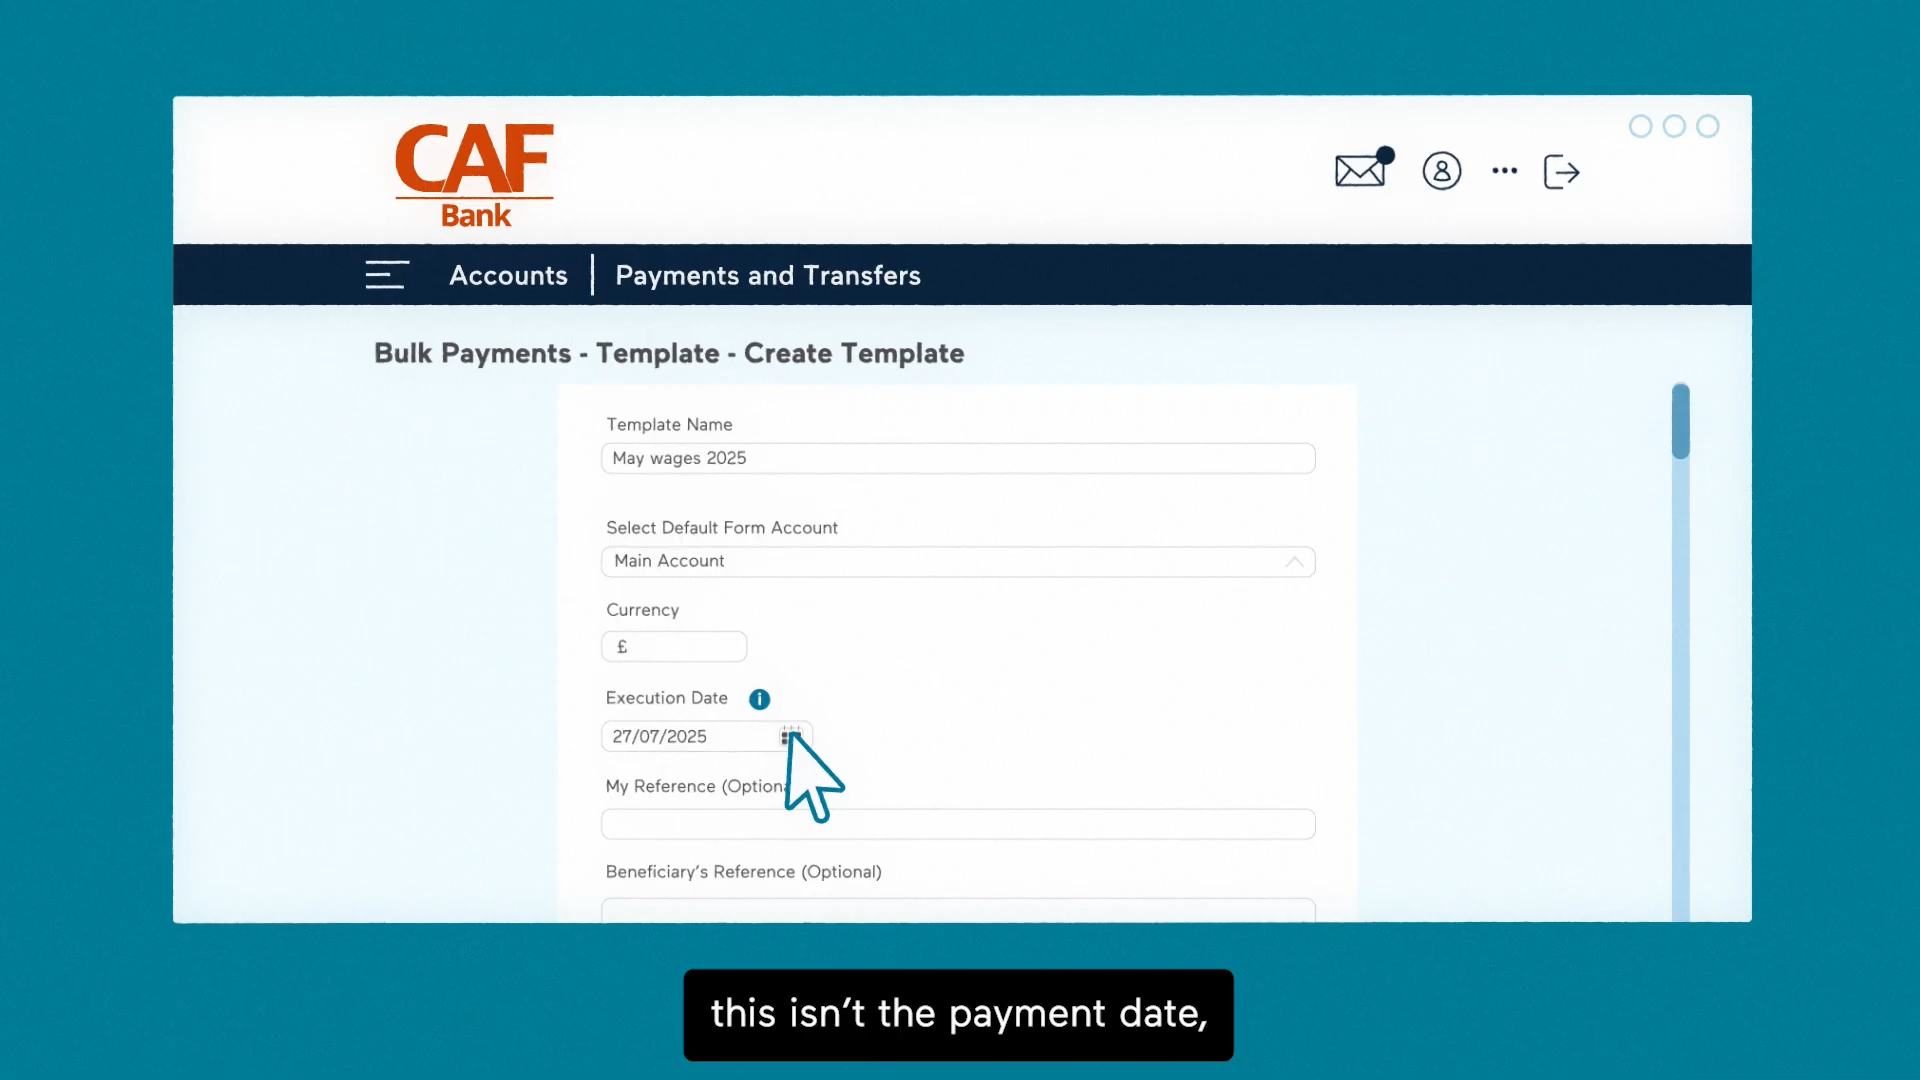 CAF
Bank
Accounts
Payments and Transfers
Bulk Payments - Template - Create Template
Template Name
May wages 2025
Select Default Form Account
Main Account
Currency
£
Execution Date i
27/07/2025
My Reference (Optiona
Beneficiary's Reference (Optional)
this isn't the payment date,